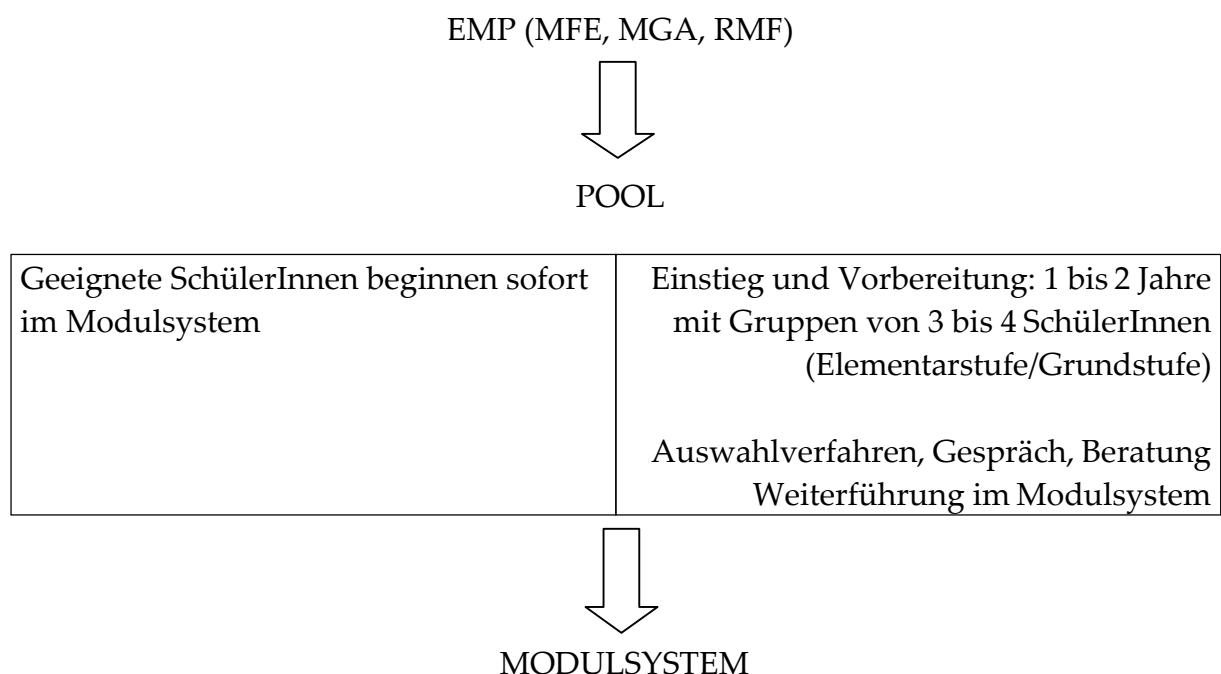 EMP (MFE, MGA, RMF)
POOL
Geeignete SchülerInnen beginnen sofort
im Modulsystem
Einstieg und Vorbereitung: 1 bis 2 Jahre
mit Gruppen von 3 bis 4 SchülerInnen
(Elementarstufe/Grundstufe)
Auswahlverfahren, Gespräch, Beratung
Weiterführung im Modulsystem
MODULSYSTEM